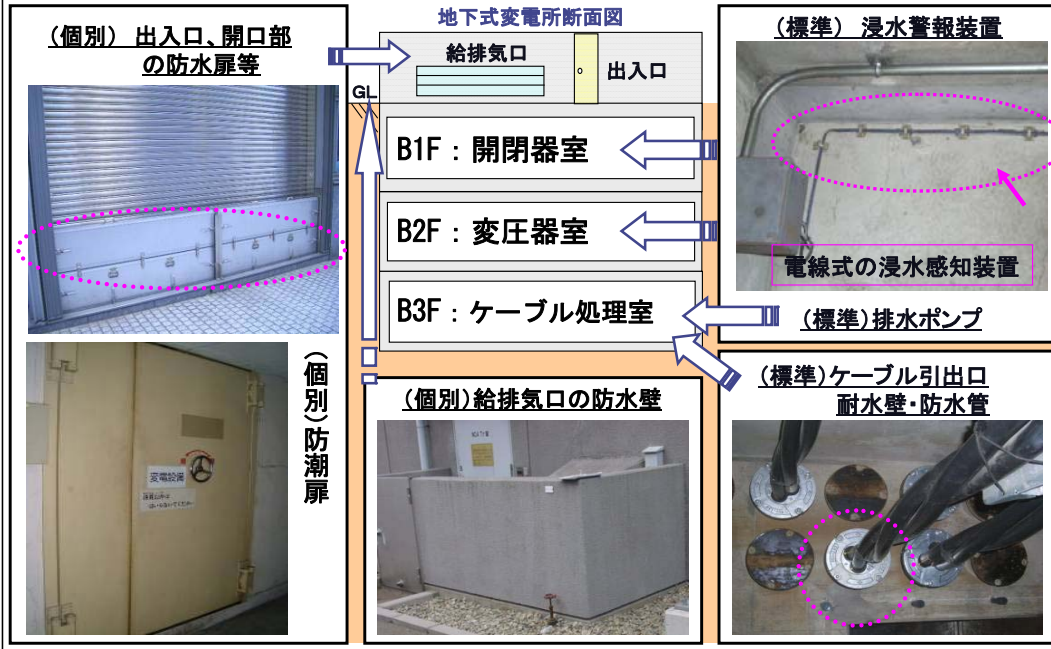 地下式変電所断面図
(個別) 出入口、開口部
の防水扉等
給排気口
出入口
GL
B1F：開閉器室
B2F：変圧器室
B3F：ケーブル処理室
(標準) 浸水警報装置
電線式の浸水感知装置
(標準)排水ポンプ
(個別)防潮扉
変電設備
(個別)給排気口の防水壁
(標準)ケーブル引出口
耐水壁・防水管